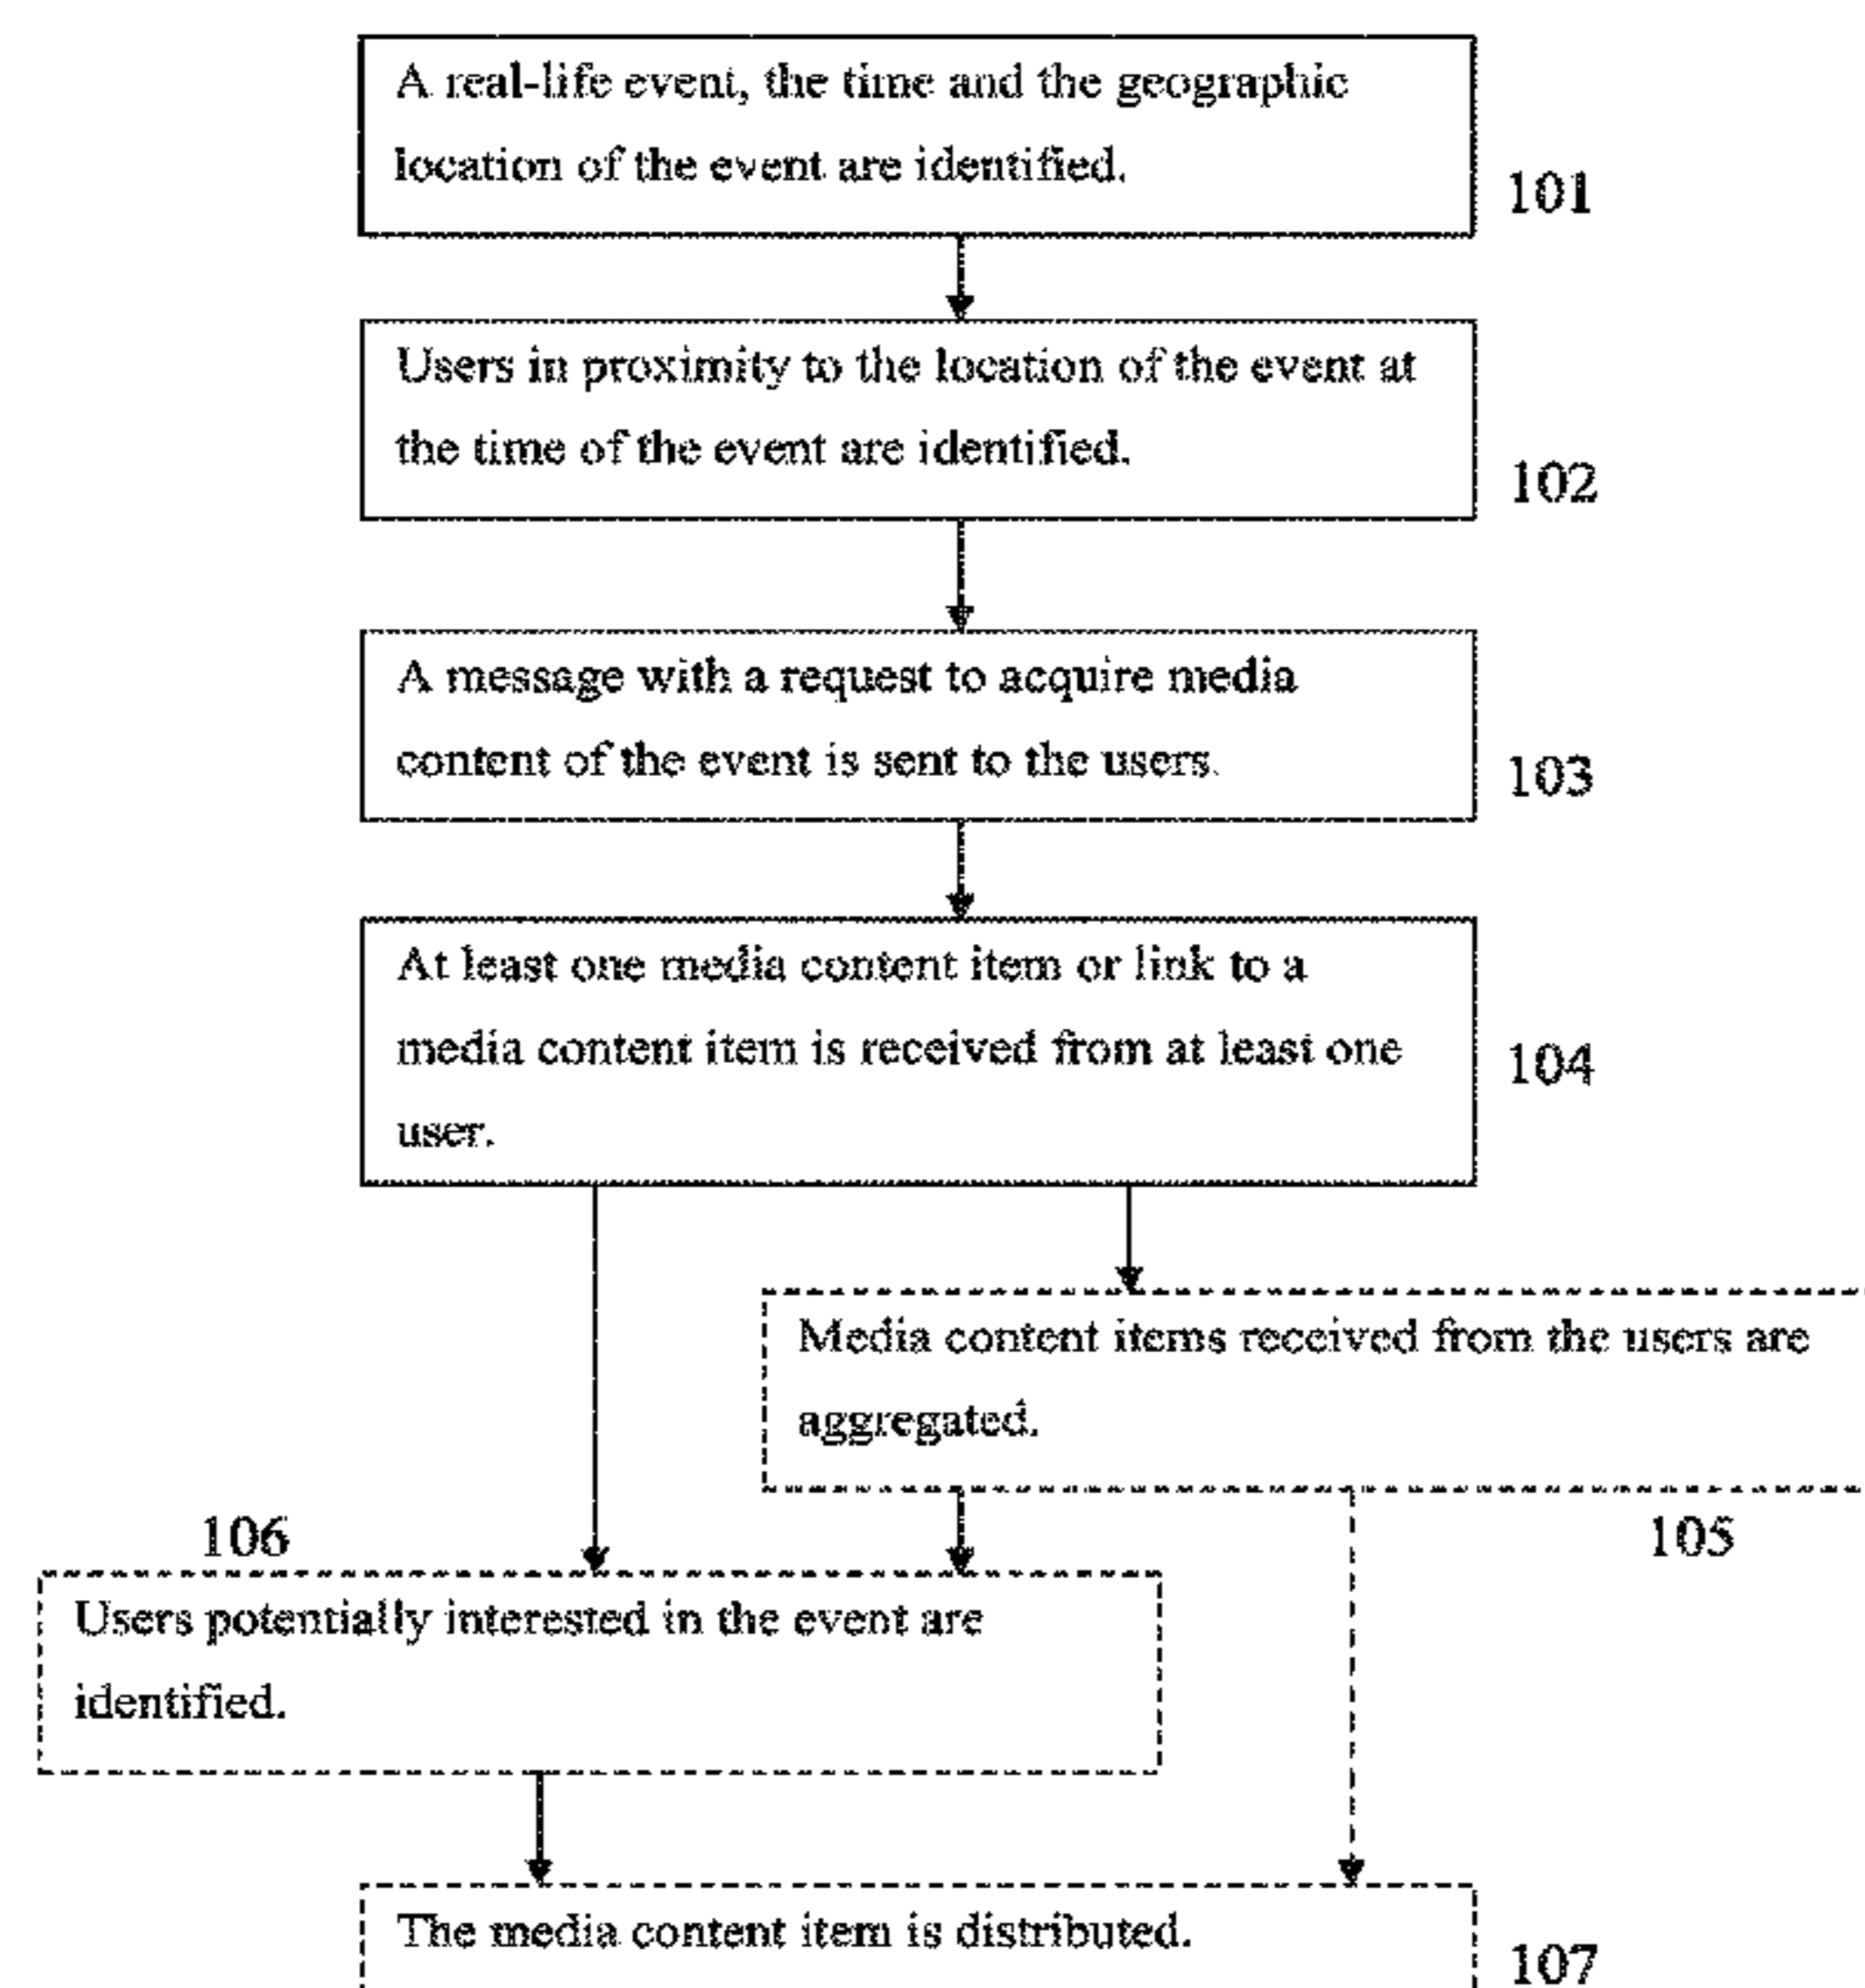 A real-life event, the time and the geographic
location of the event are identified.
101
Users in proximity to the location of the event at
the time of the event are identified.
102
A message with a request to acquire media
content of the event is sent to the users.
103
At least one media content item or link to a
media content item is received from at least one
user.
104
Media content items received from the users are
aggregated.
105
106
Users potentially interested in the event are
identified.
The media content item is distributed.
107